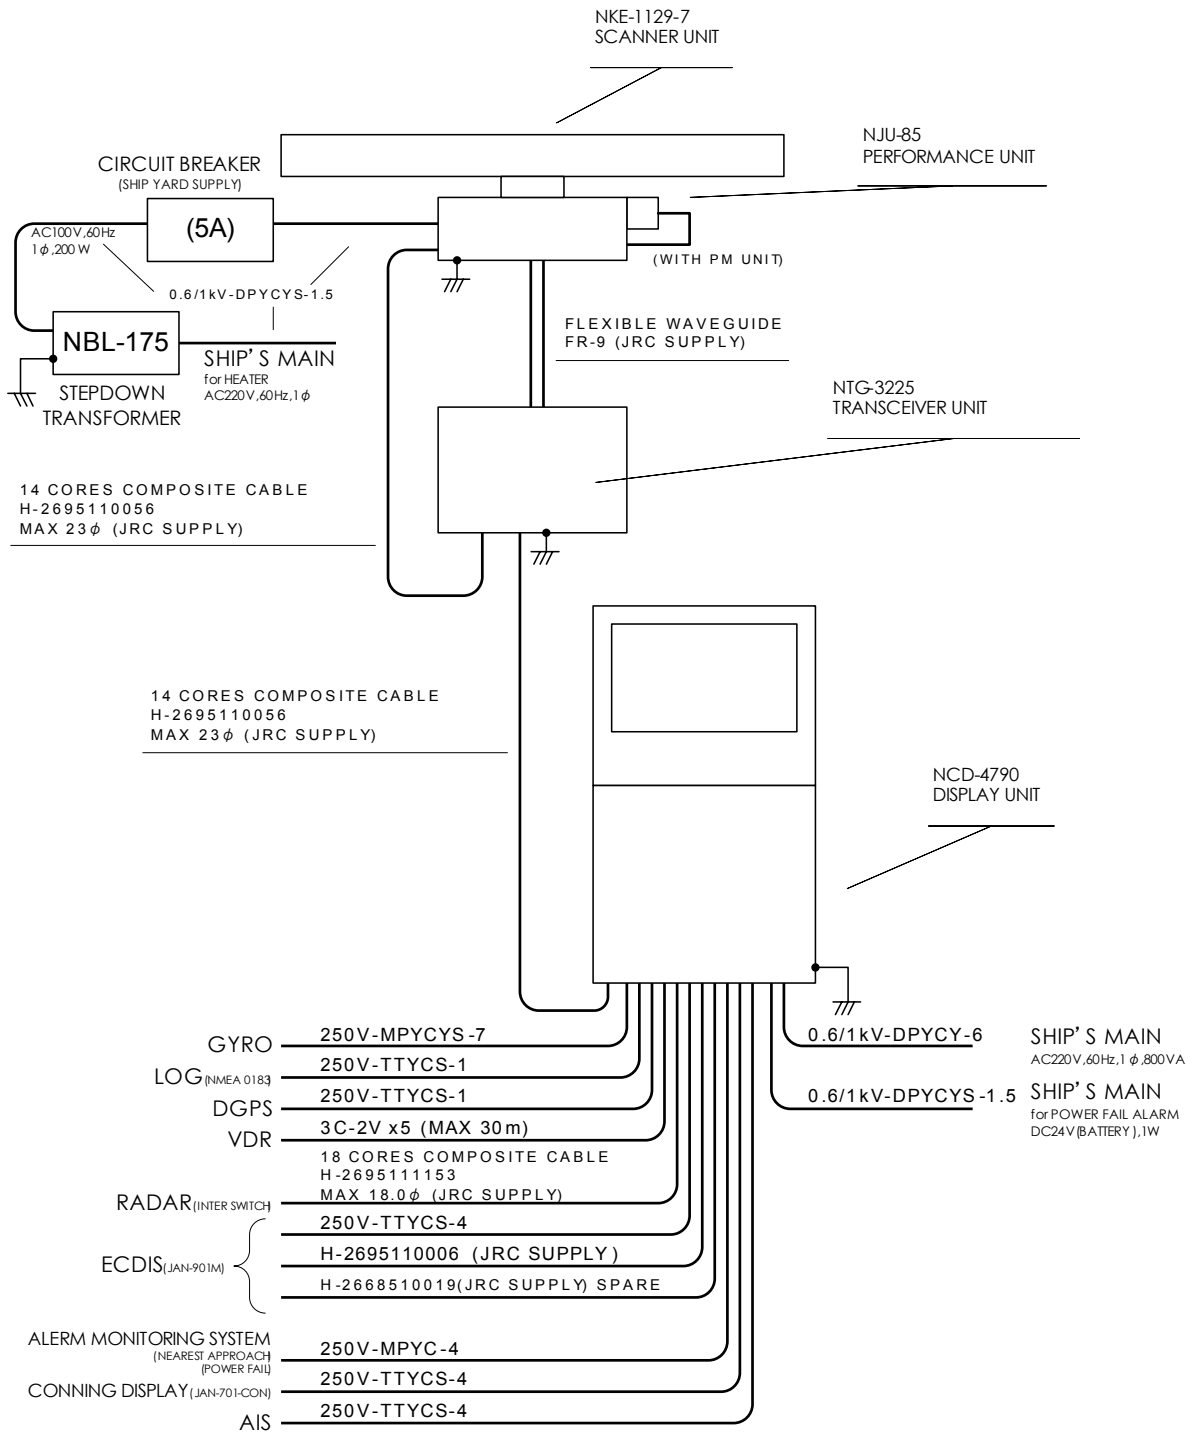 NKE-1129-7
SCANNER UNIT
NJU-85
PERFORMANCE UNIT
CIRCUIT BREAKER
(SHIP YARD SUPPLY)
(5A)
AC100V,60Hz
1φ,200W
(WITH PM UNIT)
0.6/1kV-DPYCYS-1.5
NBL-175
SHIP'S MAIN
for HEATER
AC220V,60Hz,1φ
STEPDOWN
TRANSFORMER
FLEXIBLE WAVEGUIDE
FR-9 (JRC SUPPLY)
NTG-3225
TRANSCEIVER UNIT
14 CORES COMPOSITE CABLE
H-2695110056
MAX 23φ (JRC SUPPLY)
14 CORES COMPOSITE CABLE
H-2695110056
MAX 23φ (JRC SUPPLY)
NCD-4790
DISPLAY UNIT
GYRO 250V-MPYCYS-7
LOG(NMEA 0183) 250V-TTYCS-1
DGPS 250V-TTYCS-1
VDR 3C-2V x5 (MAX 30m)
18 CORES COMPOSITE CABLE
H-2695111153
RADAR(INTER SWITCH) MAX 18.0φ (JRC SUPPLY)
250V-TTYCS-4
ECDIS(JAN-901M) H-2695110006 (JRC SUPPLY)
H-2668510019(JRC SUPPLY) SPARE
ALERM MONITORING SYSTEM
(NEAREST APPROACH)
(POWER FAIL)
250V-MPYC-4
CONNING DISPLAY(JAN-701-CON) 250V-TTYCS-4
AIS 250V-TTYCS-4
0.6/1kV-DPYCY-6 SHIP'S MAIN
AC220V,60Hz,1φ,800VA
0.6/1kV-DPYCYS-1.5 SHIP'S MAIN
for POWER FAIL ALARM
DC24V(BATTERY),1W